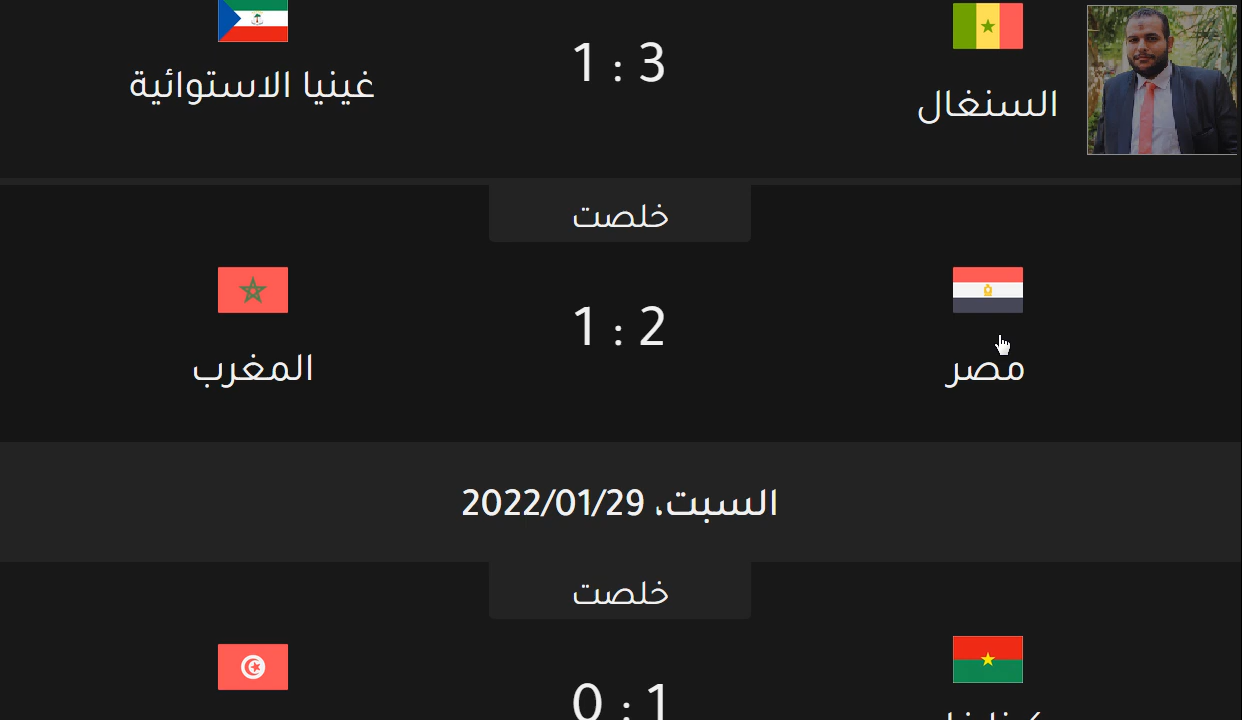 السنغال
3 : 1
غينيا الاستوائية
خلصت
2 : 1
مصر
المغرب
السبت، 2022/01/29
خلصت
1 : 0